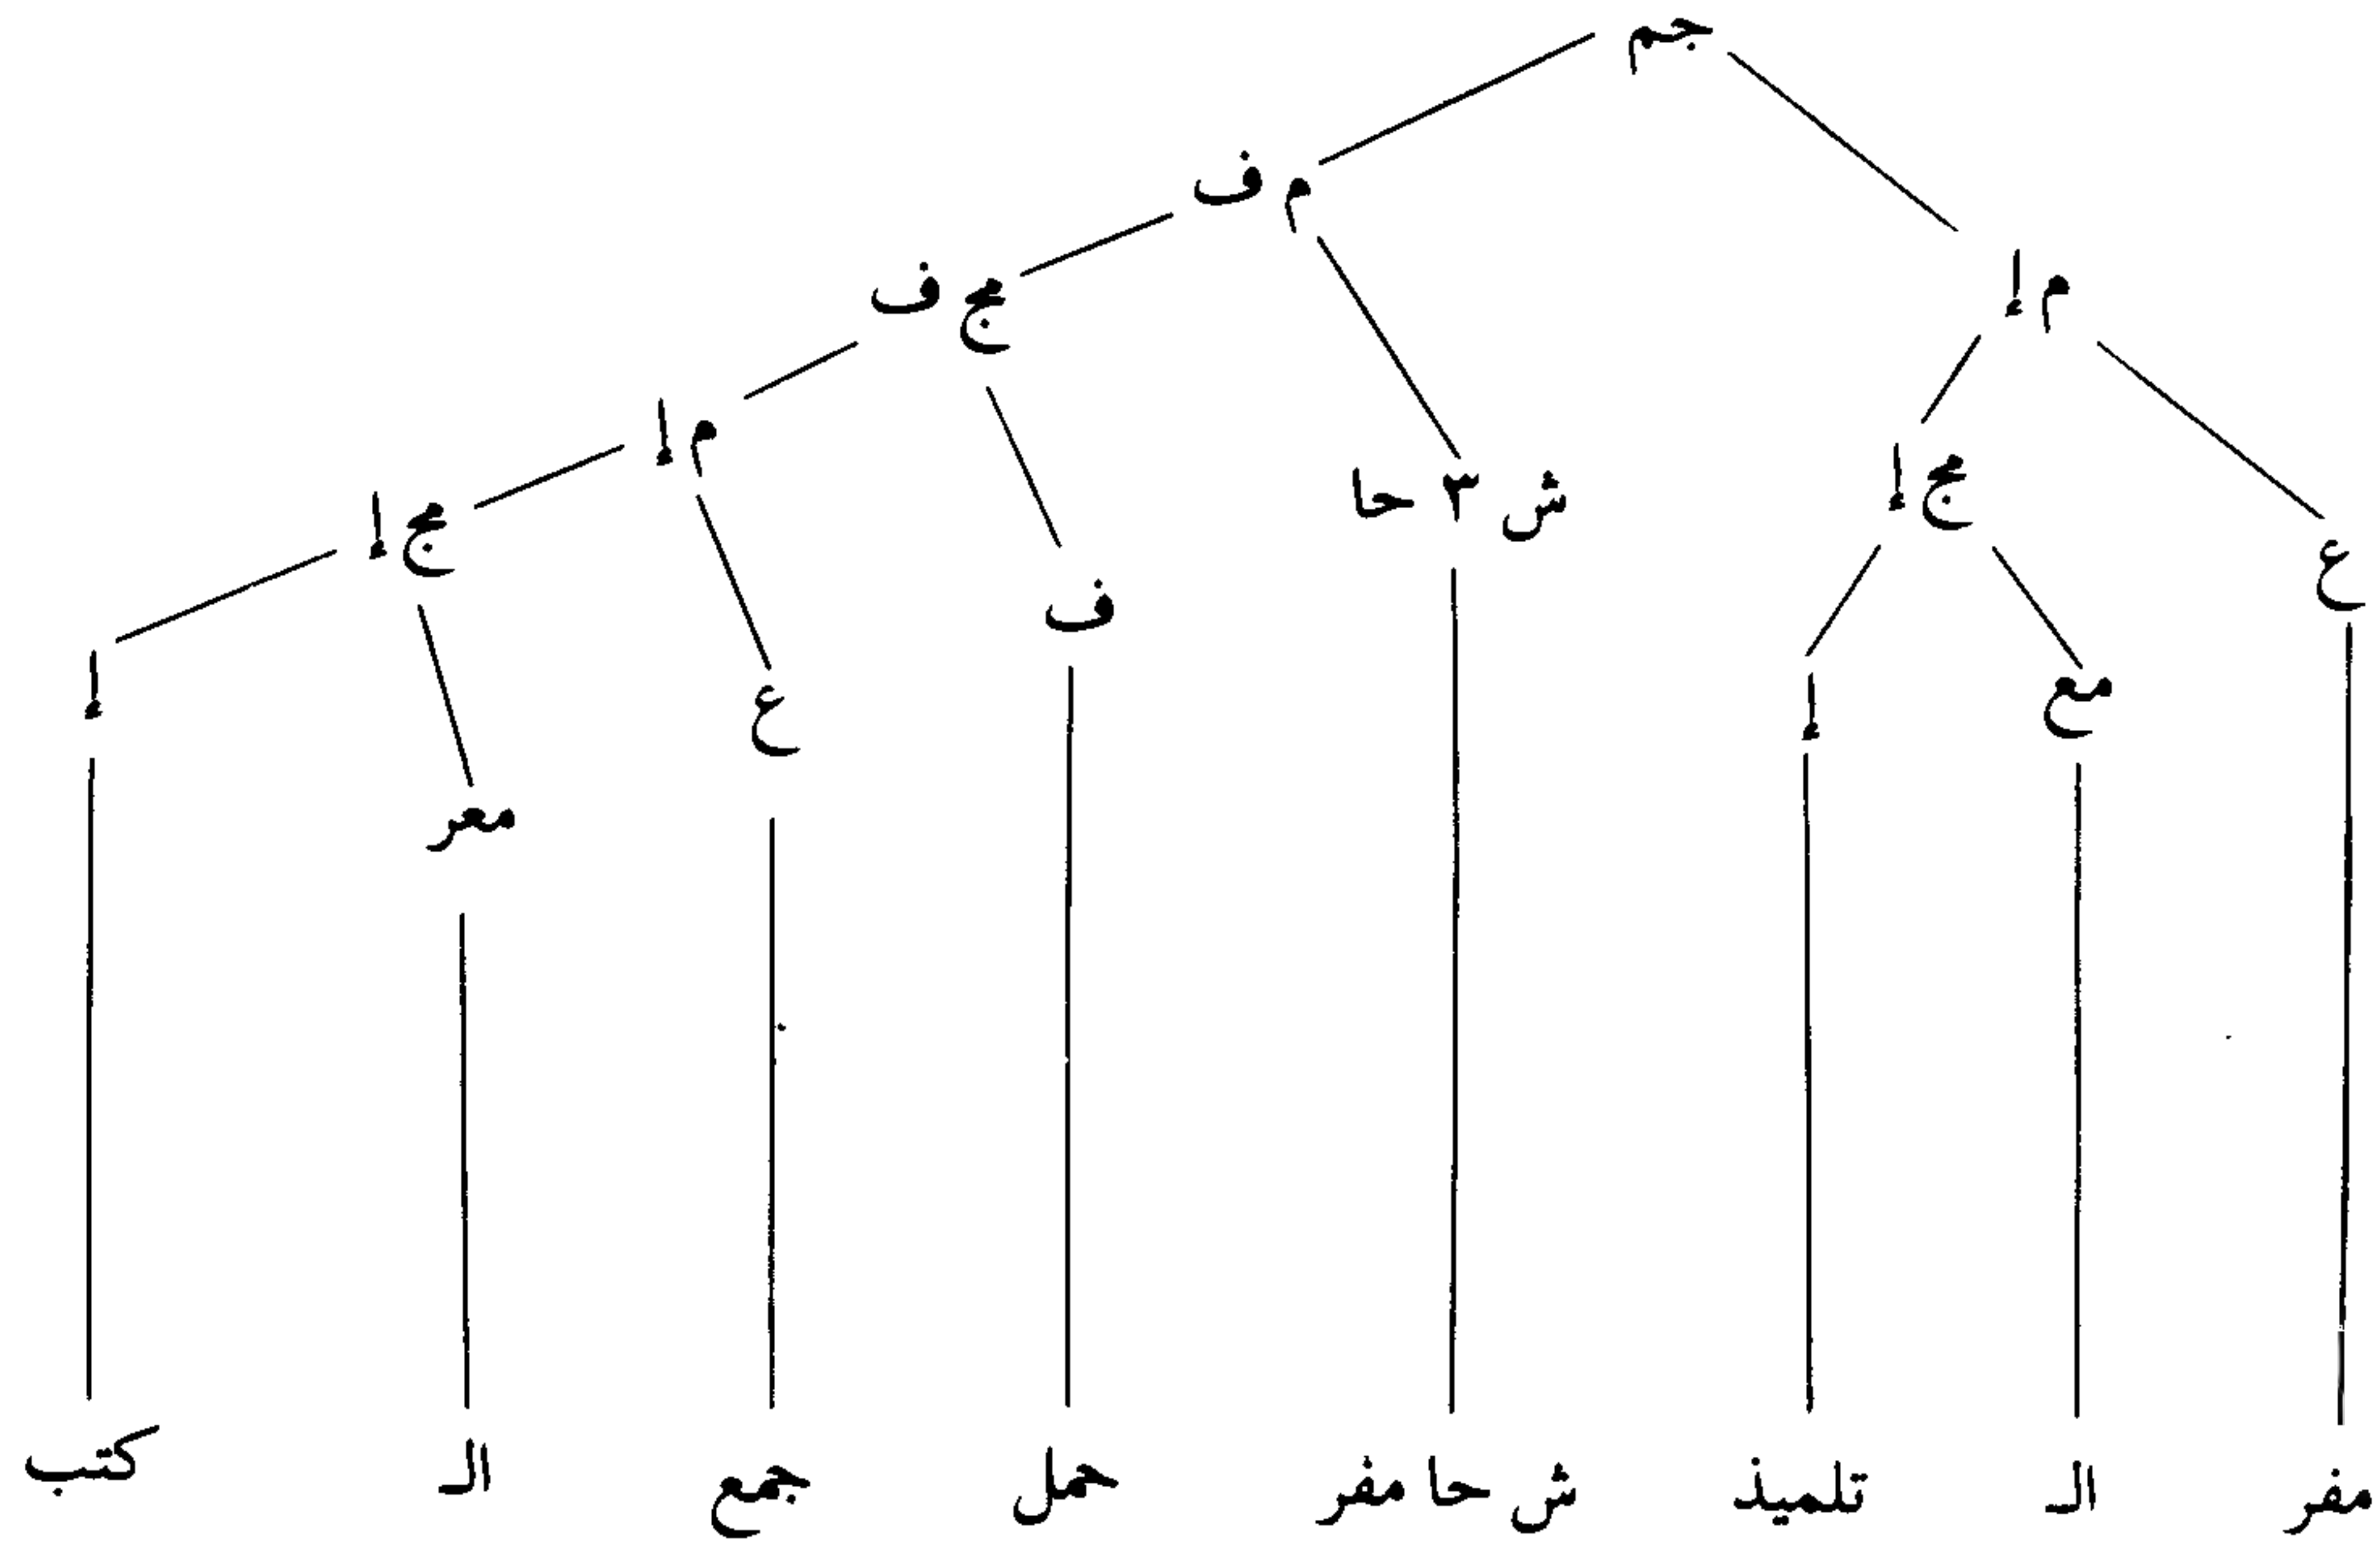 جم
م ف
م إ
مج ف
م إ
مج إ
ش ٣ حا
مج إ
ع
ف
إ
مع
ع
إ
معر
مفر الـ تلميذ ش حا مفر حمل جمع الـ كتب